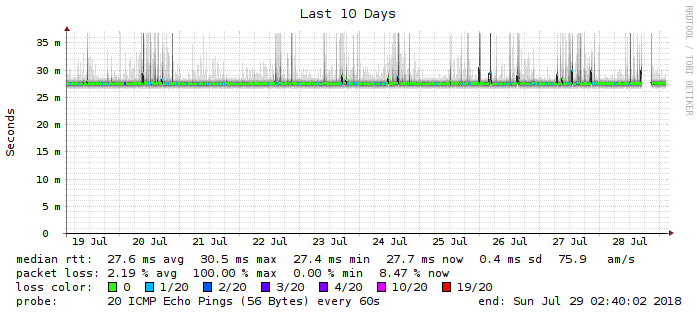 Last 10 Days
RRDTOOL / TOBI OETIKER
Seconds
35 m
30 m
25 m
20 m
15 m
10 m
5 m
0
19 Jul 20 Jul 21 Jul 22 Jul 23 Jul 24 Jul 25 Jul 26 Jul 27 Jul 28 Jul
median rtt: 27.6 ms avg 30.5 ms max 27.4 ms min 27.7 ms now 0.4 ms sd 75.9 am/s
packet loss: 2.19 % avg 100.00 % max 0.00 % min 8.47 % now
loss color: 0 1/20 2/20 3/20 4/20 10/20 19/20
probe: 20 ICMP Echo Pings (56 Bytes) every 60s end: Sun Jul 29 02:40:02 2018